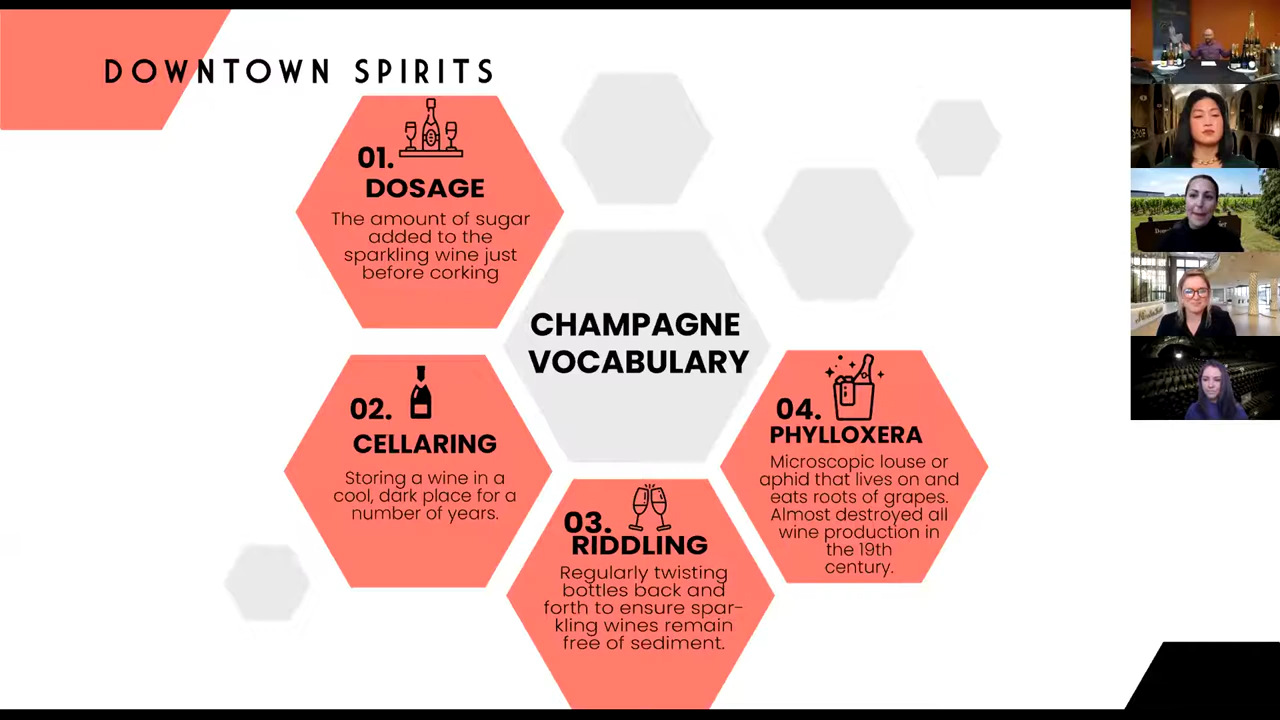 DOWNTOWN SPIRITS
01.
DOSAGE
The amount of sugar
added to the
sparkling wine just
before corking
CHAMPAGNE
VOCABULARY
02.
CELLARING
Storing a wine in a
cool, dark place for a
number of years.
03.
RIDDLING
Regularly twisting
bottles back and
forth to ensure spar-
kling wines remain
free of sediment.
04.
PHYLLOXERA
Microscopic louse or
aphid that lives on and
eats roots of grapes.
Almost destroyed all
wine production in
the 19th
century.